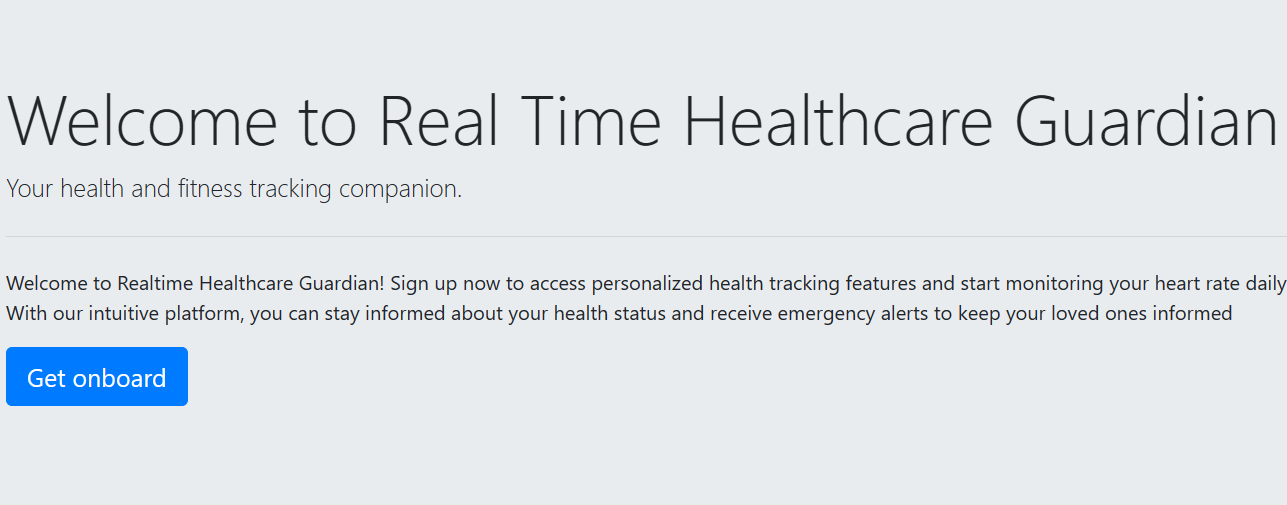 Welcome to Real Time Healthcare Guardian
Your health and fitness tracking companion.
Welcome to Realtime Healthcare Guardian! Sign up now to access personalized health tracking features and start monitoring your heart rate daily
With our intuitive platform, you can stay informed about your health status and receive emergency alerts to keep your loved ones informed
Get onboard